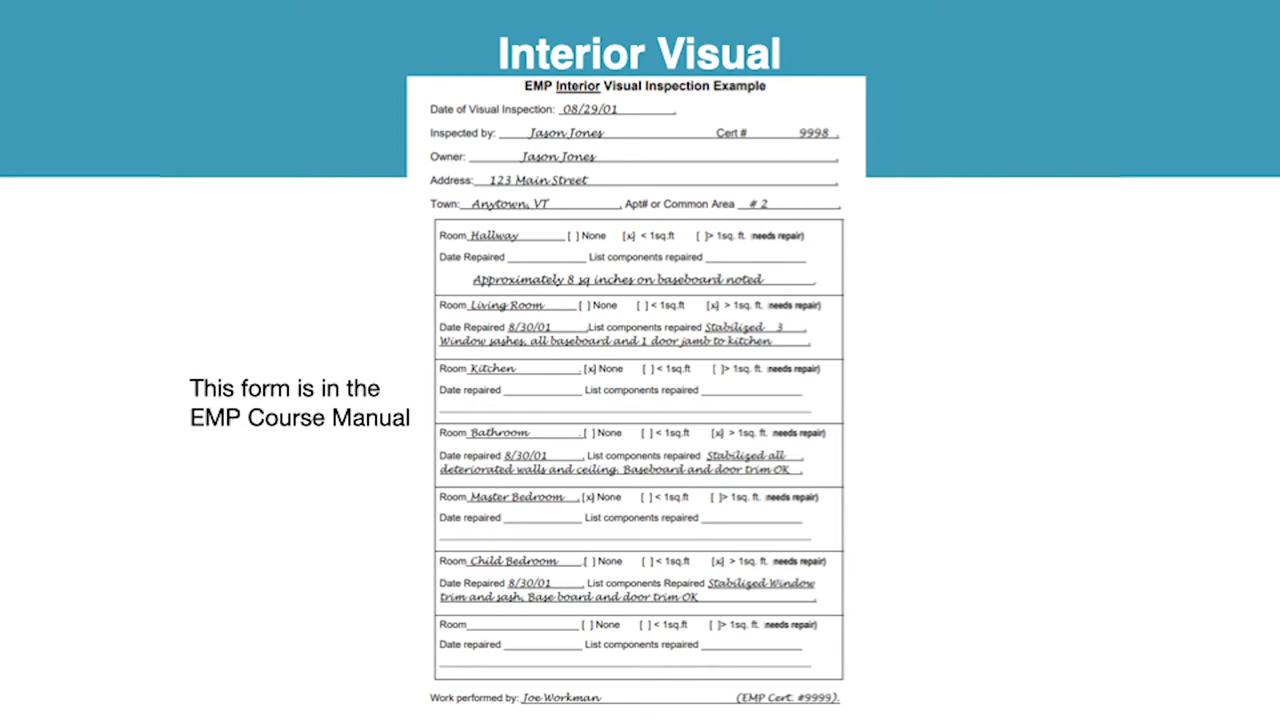 Interior Visual
EMP Interior Visual Inspection Example
Date of Visual Inspection: 08/29/01
Inspected by: Jason Jones Cert # 9998
Owner: Jason Jones
Address: 123 Main Street
Town: Anytown, VT Apt# or Common Area # 2
Room Hallway [ ] None [x] < 1sq.ft [ ]> 1sq. ft. (needs repair)
Date Repaired List components repaired
Approximately 8 sq inches on baseboard noted
Room Living Room [ ] None [ ] < 1sq.ft [x] > 1sq. ft. (needs repair)
Date Repaired 8/30/01 List components repaired Stabilized 3
Window sashes, all baseboard and 1 door jamb to kitchen
Room Kitchen [x] None [ ] < 1sq.ft [ ]> 1sq. ft. (needs repair)
Date repaired List components repaired
This form is in the
EMP Course Manual
Room Bathroom [ ] None [ ] < 1sq.ft [x] > 1sq. ft. (needs repair)
Date repaired 8/30/01 List components repaired Stabilized all
deteriorated walls and ceiling, Baseboard and door trim OK
Room Master Bedroom [x] None [ ] < 1sq.ft [ ]> 1sq. ft. (needs repair)
Date repaired List components repaired
Room Child Bedroom [ ] None [ ] < 1sq.ft [x] > 1sq. ft. (needs repair)
Date Repaired 8/30/01 List components Repaired Stabilized Window
trim and sash, Base board and door trim OK
Room [ ] None [ ] < 1sq.ft [ ]> 1sq. ft. (needs repair)
Date repaired List components repaired
Work performed by: Joe Workman (EMP Cert. #9999).